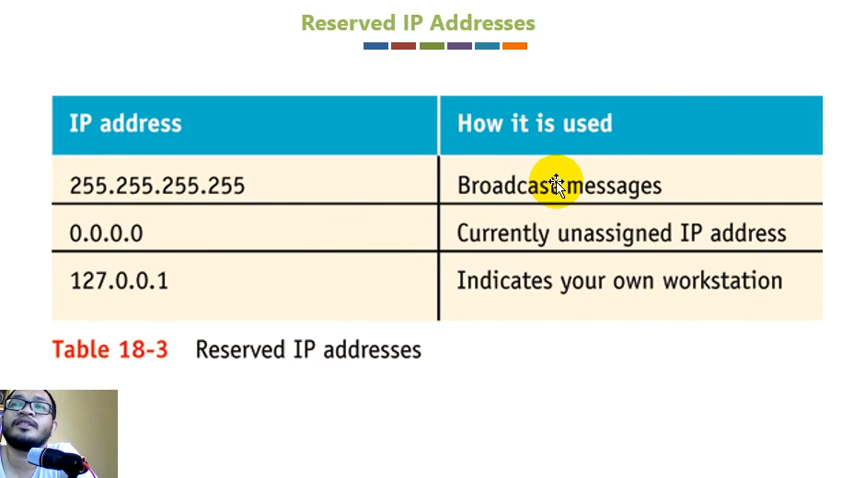 Reserved IP Addresses
IP address How it is used
255.255.255.255 Broadcast messages
0.0.0.0 Currently unassigned IP address
127.0.0.1 Indicates your own workstation
Table 18-3 Reserved IP addresses